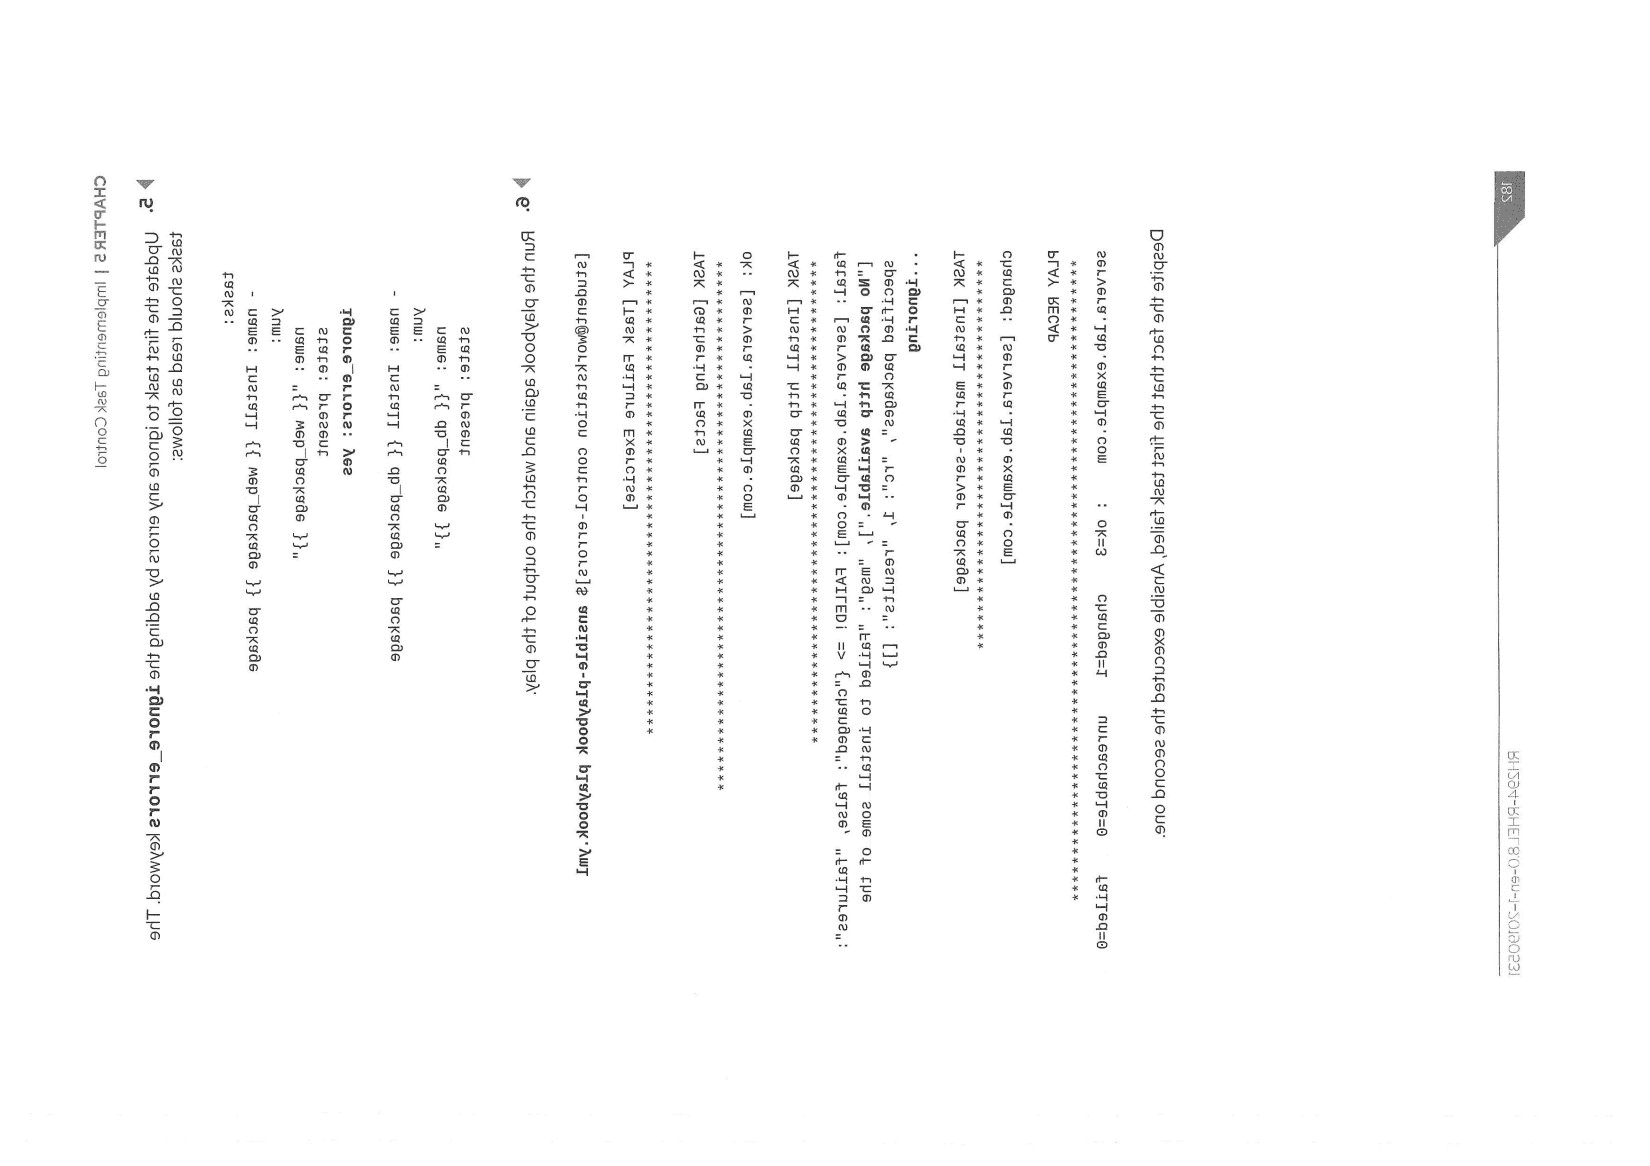 CHAPTER 5 | Implementing Task Control
5. Update the first task to ignore any errors by adding the ignore_errors keyword. The
tasks should read as follows:
tasks:
- name: Install {{ web_package }} package
yum:
name: "{{ web_package }}"
state: present
ignore_errors: yes
- name: Install {{ db_package }} package
yum:
name: "{{ db_package }}"
state: present
6. Run the playbook again and watch the output of the play.
[student@workstation control-errors]$ ansible-playbook playbook.yml
PLAY [Task Failure Exercise]
************************************************************
TASK [Gathering Facts]
*******************************************************************
ok: [servera.lab.example.com]
TASK [Install http package]
*************************************************************
fatal: [servera.lab.example.com]: FAILED! => {"changed": false, "failures":
["No package http available."], "msg": "Failed to install some of the
specified packages", "rc": 1, "results": []}
...ignoring
TASK [Install mariadb-server package]
*************************************************
changed: [servera.lab.example.com]
PLAY RECAP
*********************************************************************************
servera.lab.example.com : ok=3 changed=1 unreachable=0 failed=0
Despite the fact that the first task failed, Ansible executed the second one.
182
RH294-RHEL8.0-en-1-20190531